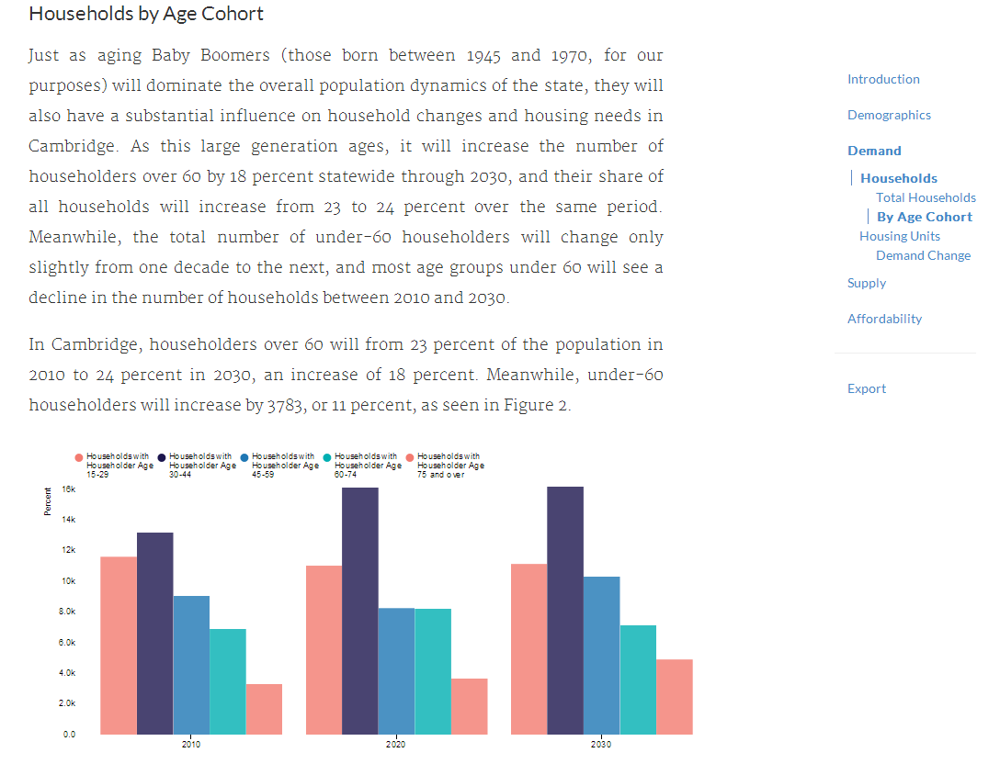 Households by Age Cohort
Just as aging Baby Boomers (those born between 1945 and 1970, for our
purposes) will dominate the overall population dynamics of the state, they will
also have a substantial influence on household changes and housing needs in
Cambridge. As this large generation ages, it will increase the number of
householders over 60 by 18 percent statewide through 2030, and their share of
all households will increase from 23 to 24 percent over the same period.
Meanwhile, the total number of under-60 householders will change only
slightly from one decade to the next, and most age groups under 60 will see a
decline in the number of households between 2010 and 2030.
In Cambridge, householders over 60 will from 23 percent of the population in
2010 to 24 percent in 2030, an increase of 18 percent. Meanwhile, under-60
householders will increase by 3783, or 11 percent, as seen in Figure 2.
Households with
Householder Age
15-29
Households with
Householder Age
30-44
Households with
Householder Age
45-59
Households with
Householder Age
60-74
Households with
Householder Age
75 and over
Percent
16k
14k
12k
10k
8.0k
6.0k
4.0k
2.0k
0.0
2010
2020
2030
Introduction
Demographics
Demand
Households
Total Households
By Age Cohort
Housing Units
Demand Change
Supply
Affordability
Export